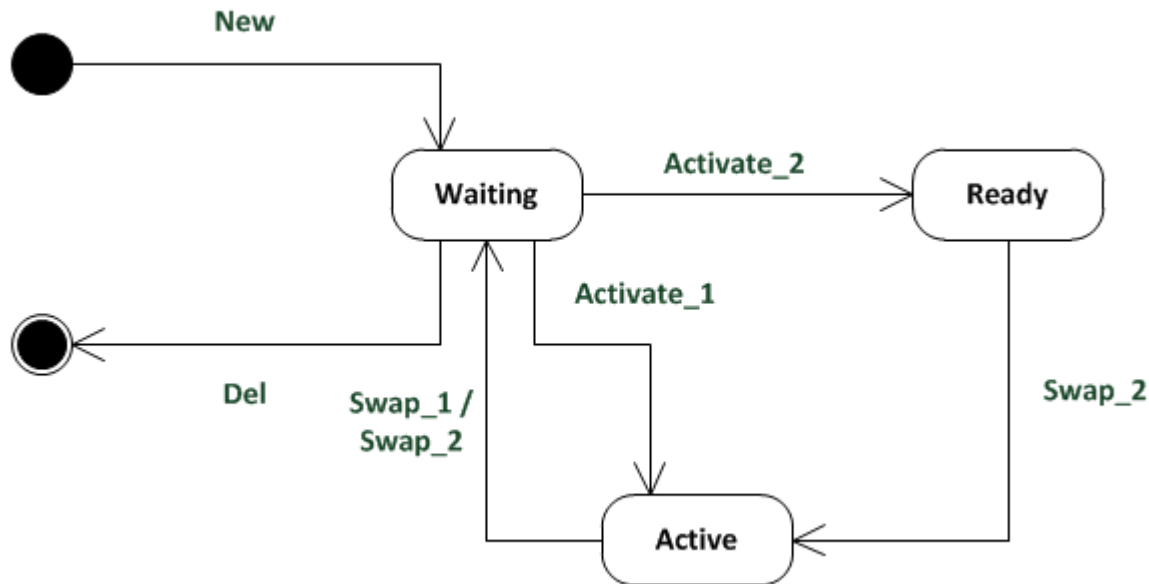 New
Activate_2
Waiting
Ready
Activate_1
Del
Swap_1 /
Swap_2
Swap_2
Active